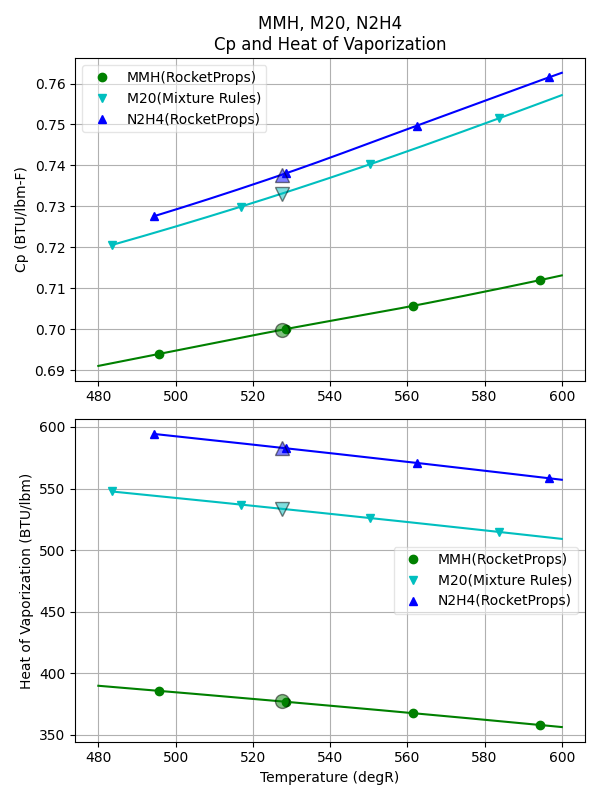 MMH, M20, N2H4
Cp and Heat of Vaporization
MMH(RocketProps)
M20(Mixture Rules)
N2H4(RocketProps)
Cp (BTU/lbm-F)
0.76
0.75
0.74
0.73
0.72
0.71
0.70
0.69
480 500 520 540 560 580 600
Heat of Vaporization (BTU/lbm)
600
550
500
450
400
350
MMH(RocketProps)
M20(Mixture Rules)
N2H4(RocketProps)
480 500 520 540 560 580 600
Temperature (degR)